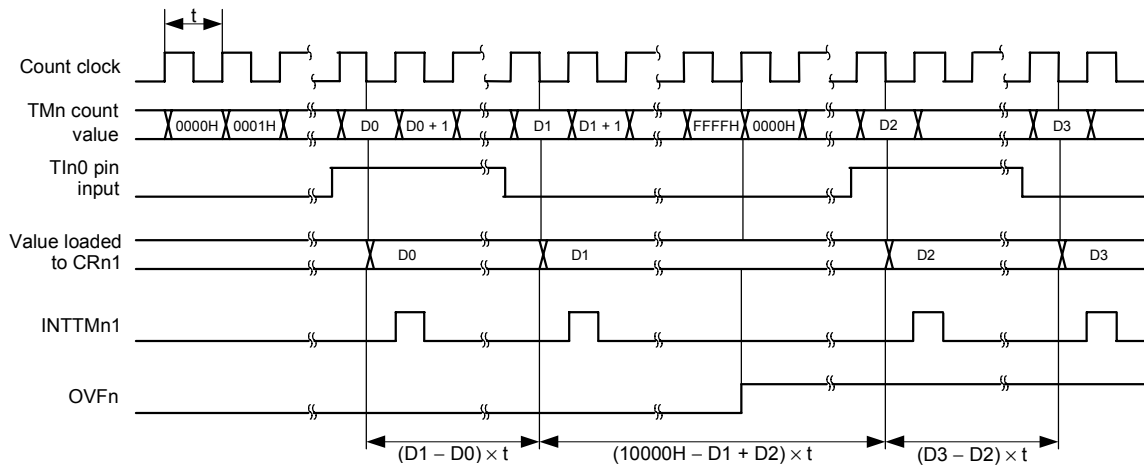 t
Count clock
TMn count
value
0000H 0001H D0 D0 + 1 D1 D1 + 1 FFFFH 0000H D2 D3
TIn0 pin
input
Value loaded
to CRn1
D0 D1 D2 D3
INTTMn1
OVFn
(D1 − D0) × t (10000H − D1 + D2) × t (D3 − D2) × t